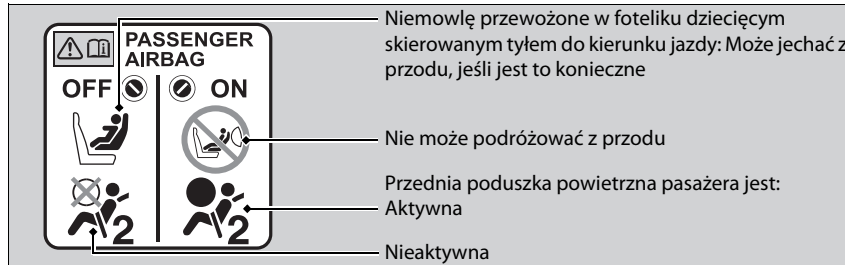 PASSENGER
AIRBAG
OFF ON
2 2
Niemowlę przewożone w foteliku dziecięcym
skierowanym tyłem do kierunku jazdy: Może jechać z
przodu, jeśli jest to konieczne
Nie może podróżować z przodu
Przednia poduszka powietrzna pasażera jest:
Aktywna
Nieaktywna